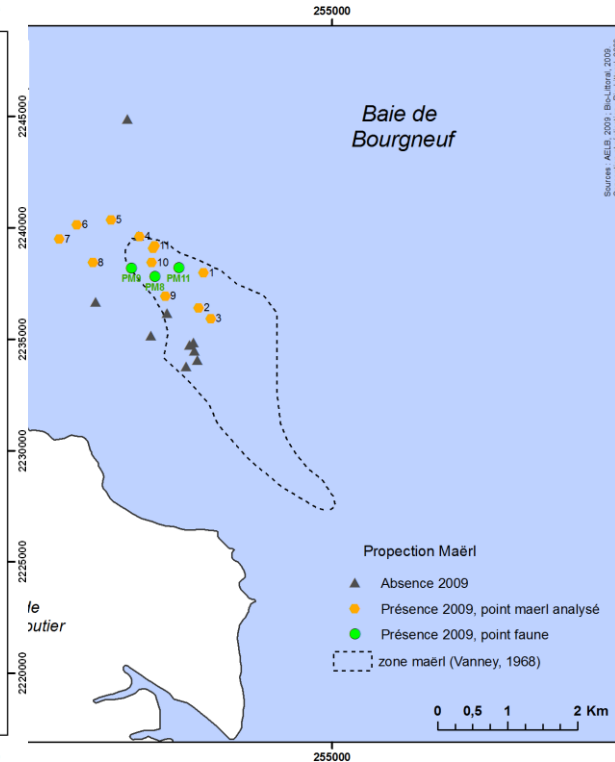 255000
Sources : AELB, 2009 ; Bio-Littoral, 2009
2245000
2240000
2235000
2230000
2225000
2220000
Baie de
Bourgneuf
5
6
7
4
11
8
10
1
9
2
3
PM9
PM8
PM11
Propection Maërl
Absence 2009
Présence 2009, point maerl analysé
Présence 2009, point faune
zone maërl (Vanney, 1968)
0 0,5 1 2 Km
255000